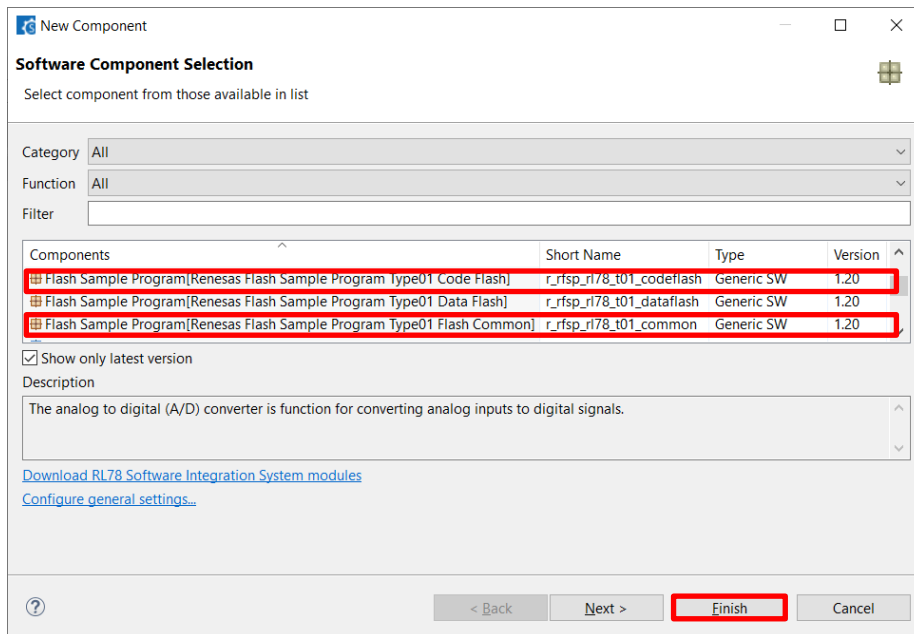 New Component
Software Component Selection
Select component from those available in list
Category All
Function All
Filter
Components Short Name Type Version
Flash Sample Program[Renesas Flash Sample Program Type01 Code Flash] r_rfsp_rl78_t01_codeflash Generic SW 1.20
Flash Sample Program[Renesas Flash Sample Program Type01 Data Flash] r_rfsp_rl78_t01_dataflash Generic SW 1.20
Flash Sample Program[Renesas Flash Sample Program Type01 Flash Common] r_rfsp_rl78_t01_common Generic SW 1.20
Show only latest version
Description
The analog to digital (A/D) converter is function for converting analog inputs to digital signals.
Download RL78 Software Integration System modules
Configure general settings...
? < Back Next > Finish Cancel